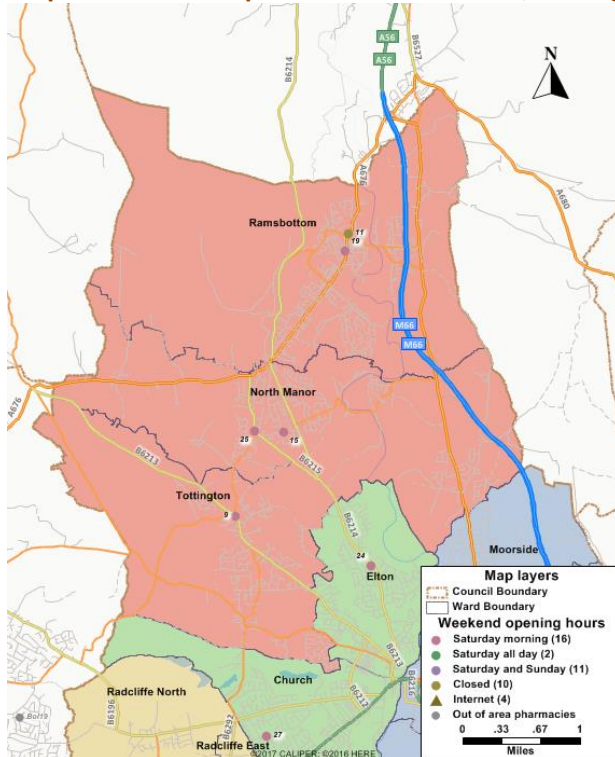 A56
A56
B6527
B6214
N
A676
A680
Ramsbottom
11
19
M66
M66
North Manor
A676
25
15
B6213
B6215
Tottington
9
B6214
Moorside
24
Elton
Map layers
Council Boundary
Ward Boundary
Weekend opening hours
Saturday morning (16)
Saturday all day (2)
Saturday and Sunday (11)
Closed (10)
Internet (4)
Out of area pharmacies
0 .33 .67 1
Miles
B6213
Church
B6216
Radcliffe North
B6212
Bol19
B6196
B6292
27
Radcliffe East
©2017 CALIPER; ©2016 HERE